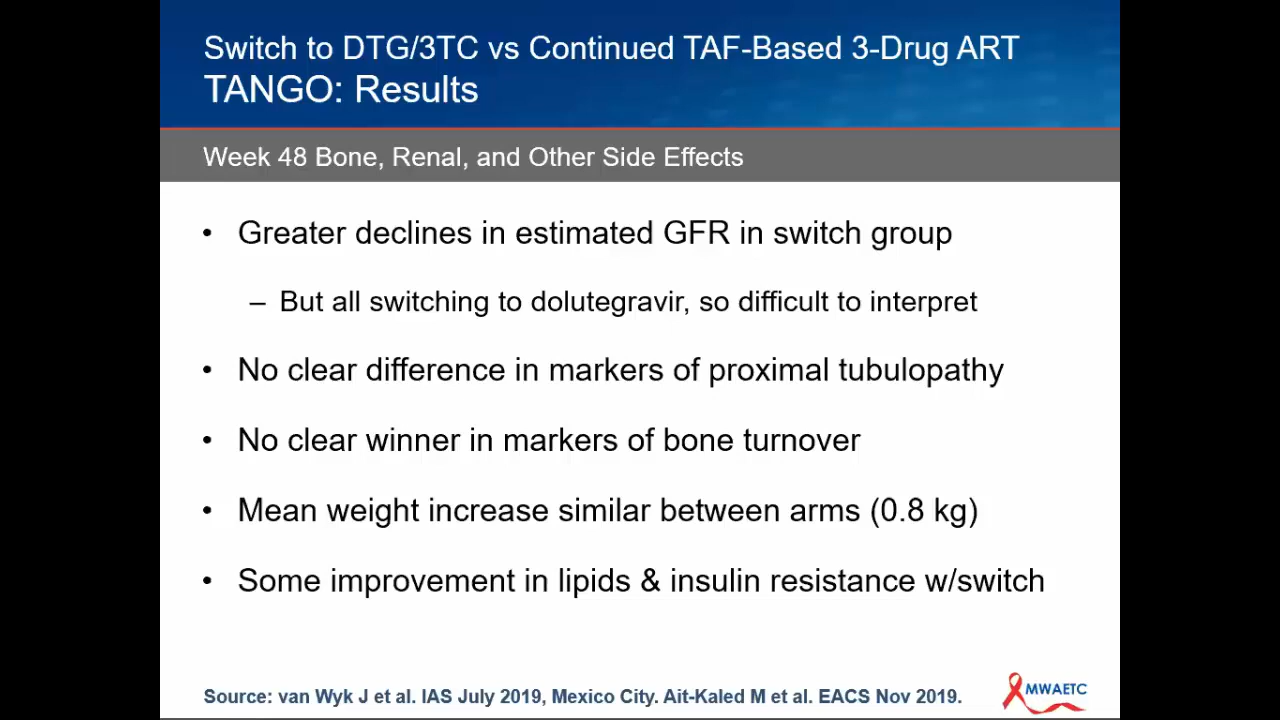 Switch to DTG/3TC vs Continued TAF-Based 3-Drug ART
TANGO: Results
Week 48 Bone, Renal, and Other Side Effects
• Greater declines in estimated GFR in switch group
– But all switching to dolutegravir, so difficult to interpret
• No clear difference in markers of proximal tubulopathy
• No clear winner in markers of bone turnover
• Mean weight increase similar between arms (0.8 kg)
• Some improvement in lipids & insulin resistance w/switch
Source: van Wyk J et al. IAS July 2019, Mexico City. Ait-Kaled M et al. EACS Nov 2019.
MWAETC